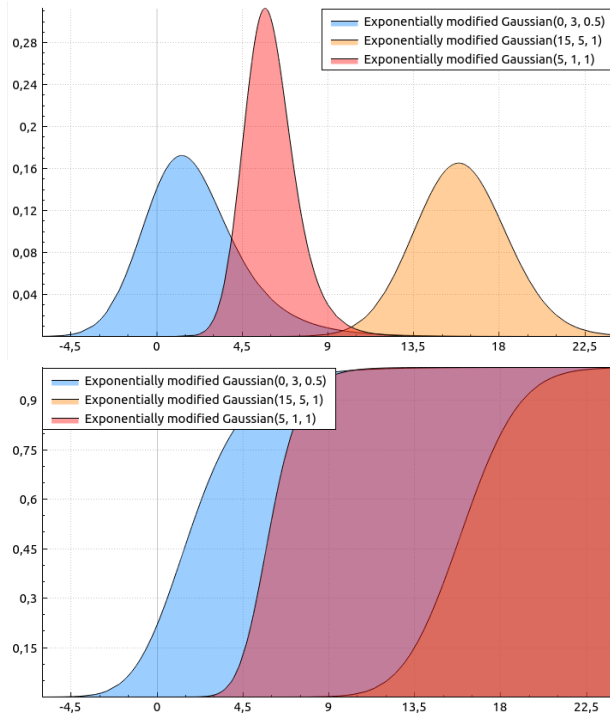 Exponentially modified Gaussian(0, 3, 0.5)
Exponentially modified Gaussian(15, 5, 1)
Exponentially modified Gaussian(5, 1, 1)
0,28
0,24
0,2
0,16
0,12
0,08
0,04
-4,5 0 4,5 9 13,5 18 22,5
Exponentially modified Gaussian(0, 3, 0.5)
Exponentially modified Gaussian(15, 5, 1)
Exponentially modified Gaussian(5, 1, 1)
0,9
0,75
0,6
0,45
0,3
0,15
-4,5 0 4,5 9 13,5 18 22,5